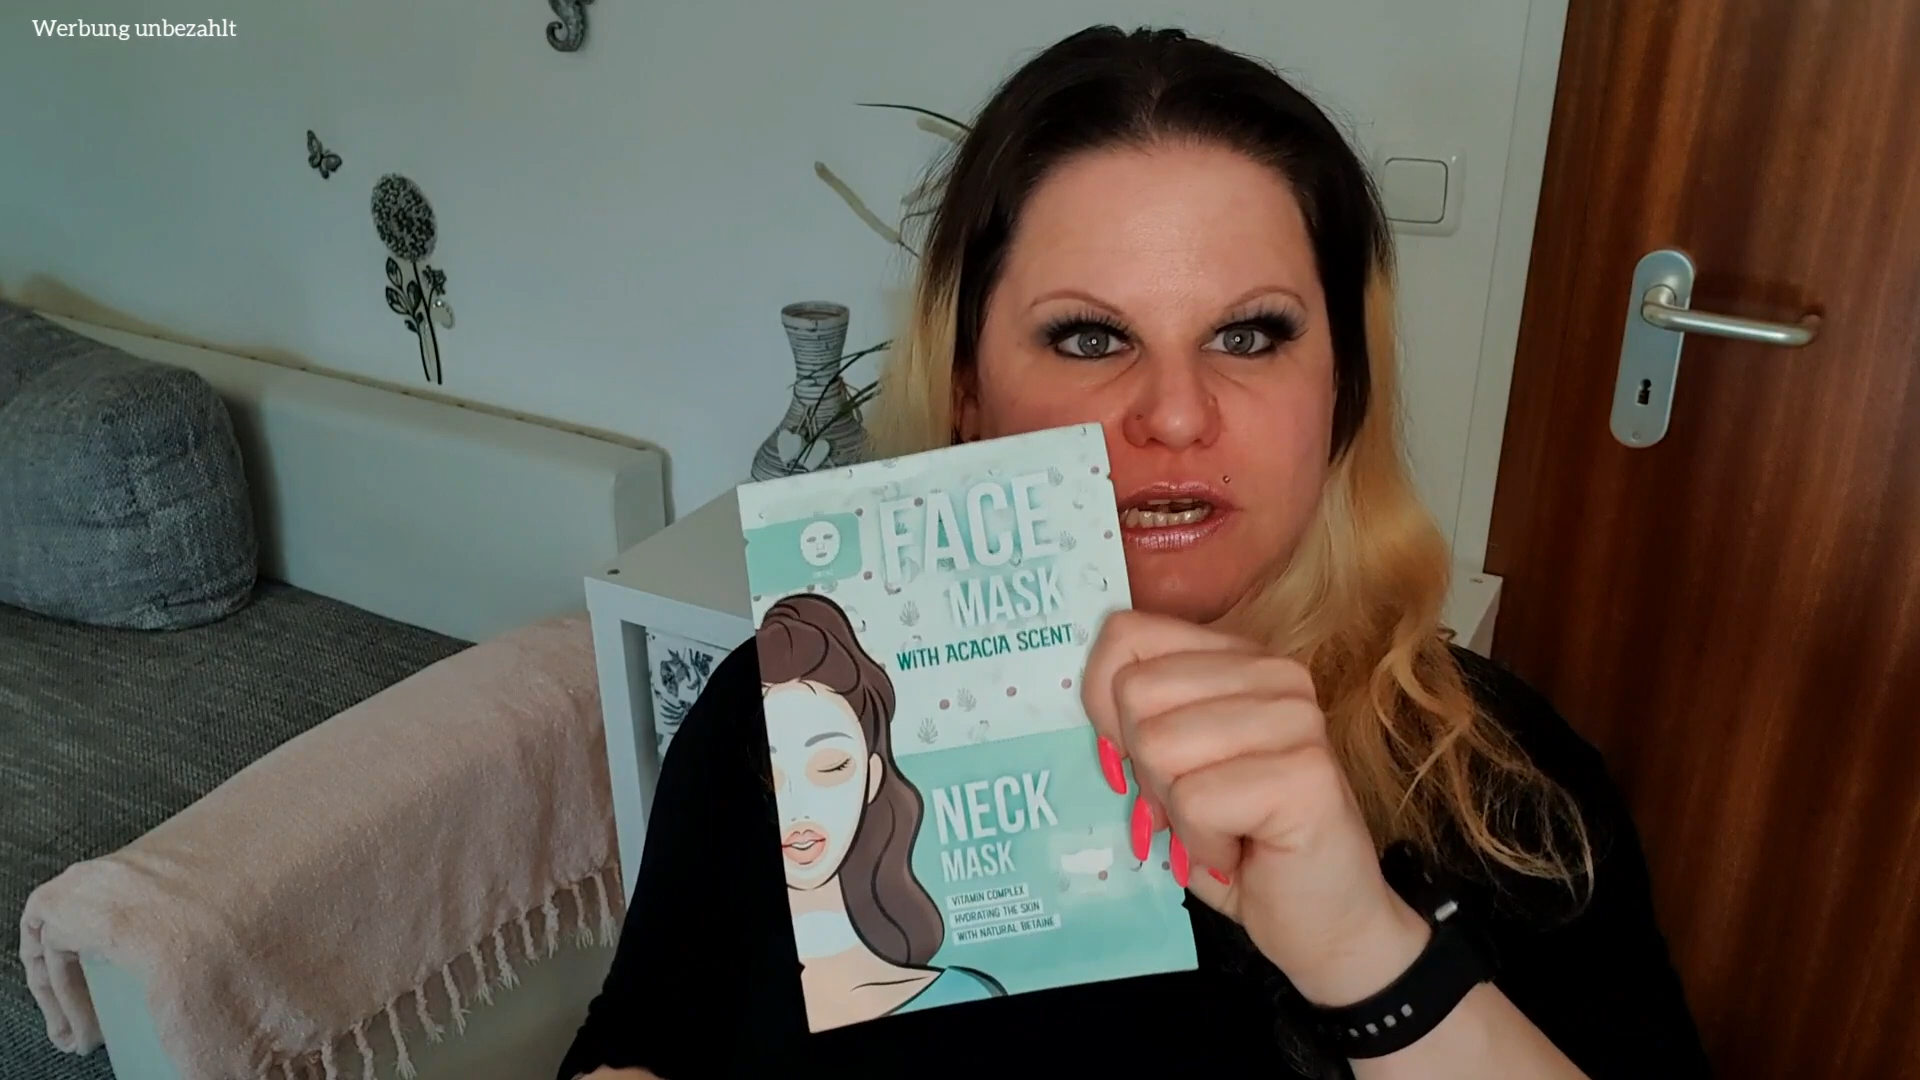 Werbung unbezahlt
FACE
MASK
WITH ACACIA SCENT
NECK
MASK
VITAMIN COMPLEX
HYDRATING THE SKIN
WITH NATURAL BETAINE